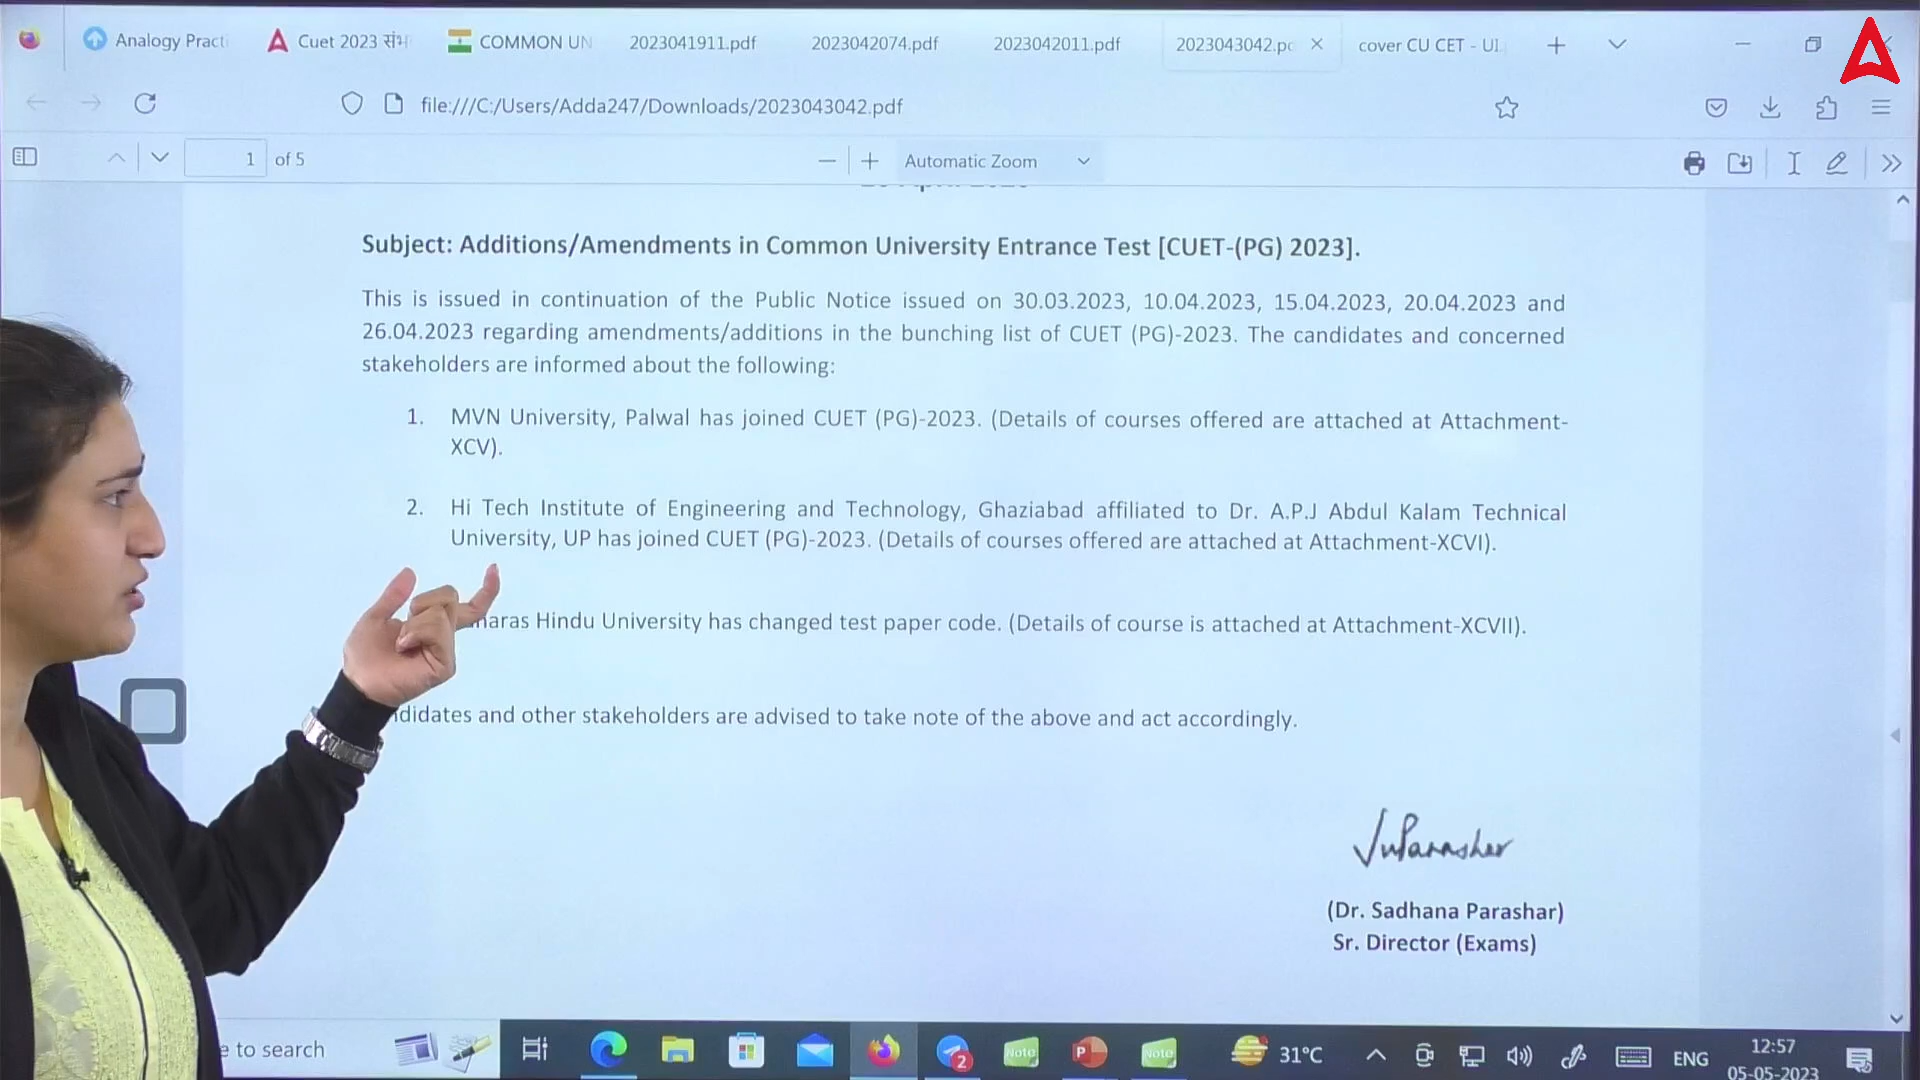 Analogy Practi
Cuet 2023 संभ
COMMON UN
2023041911.pdf
2023042074.pdf
2023042011.pdf
2023043042.pc
cover CU CET - UI
file:///C:/Users/Adda247/Downloads/2023043042.pdf
1 of 5
Automatic Zoom
Subject: Additions/Amendments in Common University Entrance Test [CUET-(PG) 2023].
This is issued in continuation of the Public Notice issued on 30.03.2023, 10.04.2023, 15.04.2023, 20.04.2023 and
26.04.2023 regarding amendments/additions in the bunching list of CUET (PG)-2023. The candidates and concerned
stakeholders are informed about the following:
1. MVN University, Palwal has joined CUET (PG)-2023. (Details of courses offered are attached at Attachment-
XCV).
2. Hi Tech Institute of Engineering and Technology, Ghaziabad affiliated to Dr. A.P.J Abdul Kalam Technical
University, UP has joined CUET (PG)-2023. (Details of courses offered are attached at Attachment-XCVI).
naras Hindu University has changed test paper code. (Details of course is attached at Attachment-XCVII).
didates and other stakeholders are advised to take note of the above and act accordingly.
(Dr. Sadhana Parashar)
Sr. Director (Exams)
e to search
2
Note
P
Note
31°C
ENG
12:57
05-05-2023